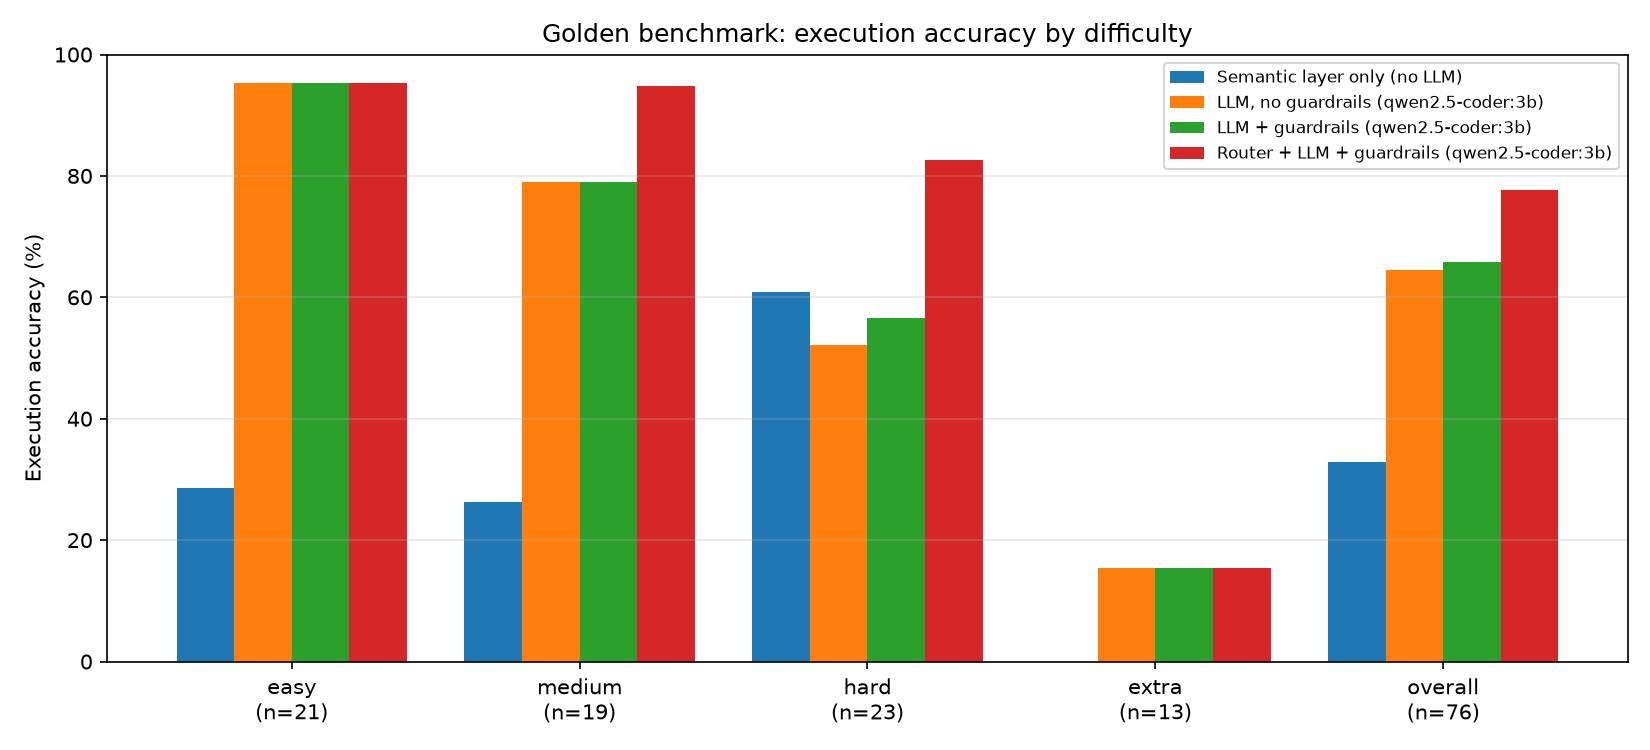 Golden benchmark: execution accuracy by difficulty
Semantic layer only (no LLM)
LLM, no guardrails (qwen2.5-coder:3b)
LLM + guardrails (qwen2.5-coder:3b)
Router + LLM + guardrails (qwen2.5-coder:3b)
Execution accuracy (%)
100
80
60
40
20
0
easy
(n=21)
medium
(n=19)
hard
(n=23)
extra
(n=13)
overall
(n=76)